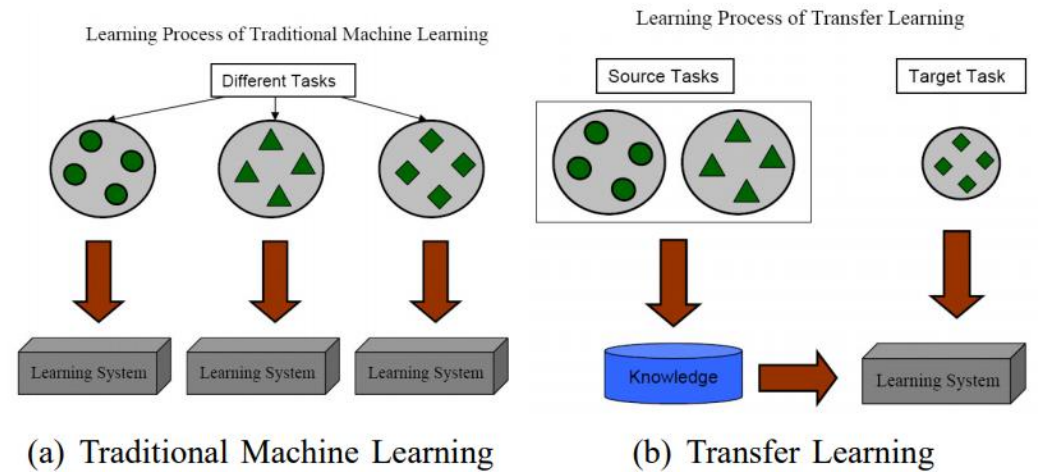 Learning Process of Traditional Machine Learning
Different Tasks
Learning System
Learning System
Learning System
(a) Traditional Machine Learning
Learning Process of Transfer Learning
Source Tasks
Target Task
Knowledge
Learning System
(b) Transfer Learning